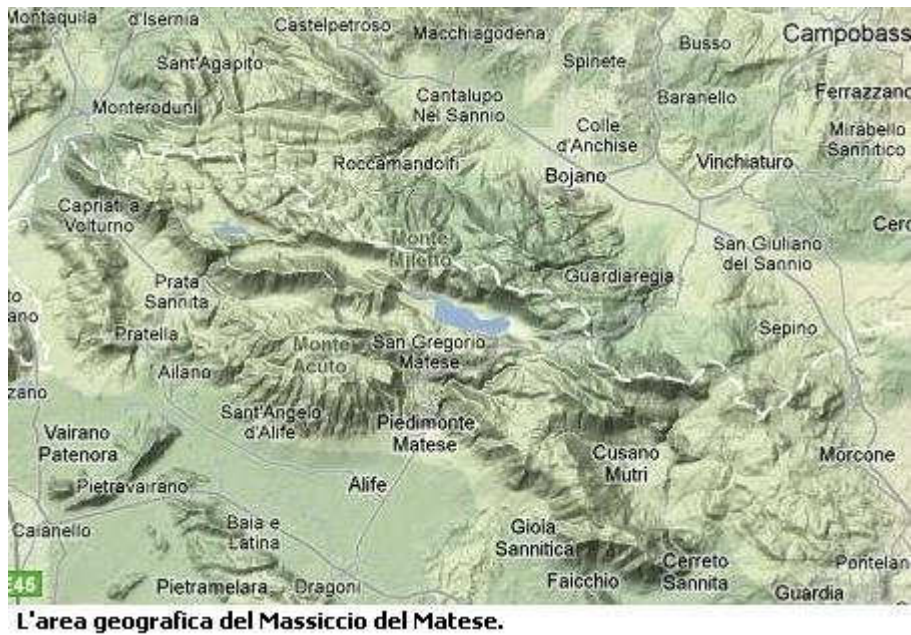 Montaquila
d'Isernia
Castelpetroso
Macchiagodena
Busso
Campobass
Sant'Agapito
Spinete
Monteroduni
Cantalupo
Nel Sannio
Baranello
Ferrazzano
Colle
d'Anchise
Mirabello
Sannitico
Roccamandolfi
Bojano
Vinchiaturo
Capriati a
Volturno
Monte
Miletto
Cerc
San Giuliano
del Sannio
Guardiaregia
Prata
Sannita
Sepino
Pratella
Monte
Acuto
San Gregorio
Matese
Ailano
Sant'Angelo
d'Alife
Piedimonte
Matese
Vairano
Patenora
Cusano
Mutri
Morcone
Pietravairano
Alife
Caianello
Baia e
Latina
Gioia
Sannitica
Cerreto
Sannita
Pontelan
E45
Pietramelara
Dragoni
Faicchio
Guardia
L'area geografica del Massiccio del Matese.